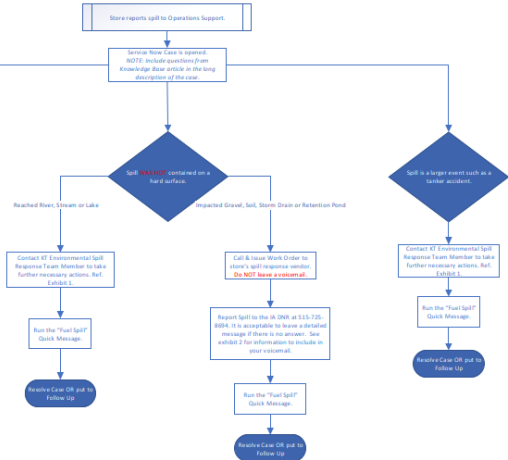 Store reports spill to Operations Support.
Service Now Case is opened.
NOTE: Include questions from
Knowledge Base article in the long
description of the case.
Spill WAS NOT contained on a
hard surface.
Spill is a larger event such as a
tanker accident.
Reached River, Stream or Lake
Impacted Gravel, Soil, Storm Drain or Retention Pond
Contact KT Environmental Spill
Response Team Member to take
further necessary actions. Ref.
Exhibit 1.
Call & Issue Work Order to
store's spill response vendor.
Do NOT leave a voicemail.
Contact KT Environmental Spill
Response Team Member to take
further necessary actions. Ref.
Exhibit 1.
Run the "Fuel Spill"
Quick Message.
Report Spill to the IA DNR at 515-725-
8694. It is acceptable to leave a detailed
message if there is no answer. See
exhibit 2 for information to include in
your voicemail.
Run the "Fuel Spill"
Quick Message.
Resolve Case OR put to
Follow Up
Run the "Fuel Spill"
Quick Message.
Resolve Case OR put to
Follow Up
Resolve Case OR put to
Follow Up